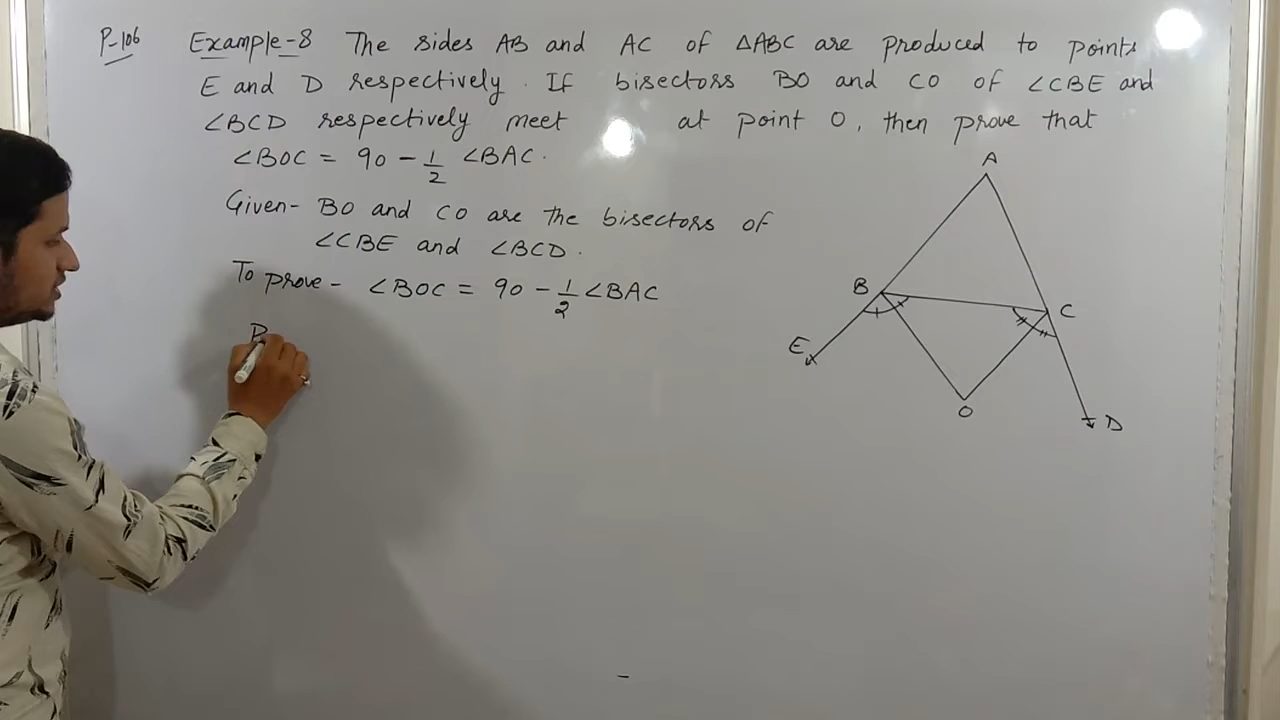 P-106 Example-8 The sides AB and AC of △ABC are produced to points
E and D respectively. If bisectors BO and CO of ∠CBE and
∠BCD respectively meet at point O, then prove that
∠BOC = 90 - 1/2 ∠BAC.
Given- BO and CO are the bisectors of
∠CBE and ∠BCD.
To prove - ∠BOC = 90 - 1/2 ∠BAC
P
A
B
C
E
O
D